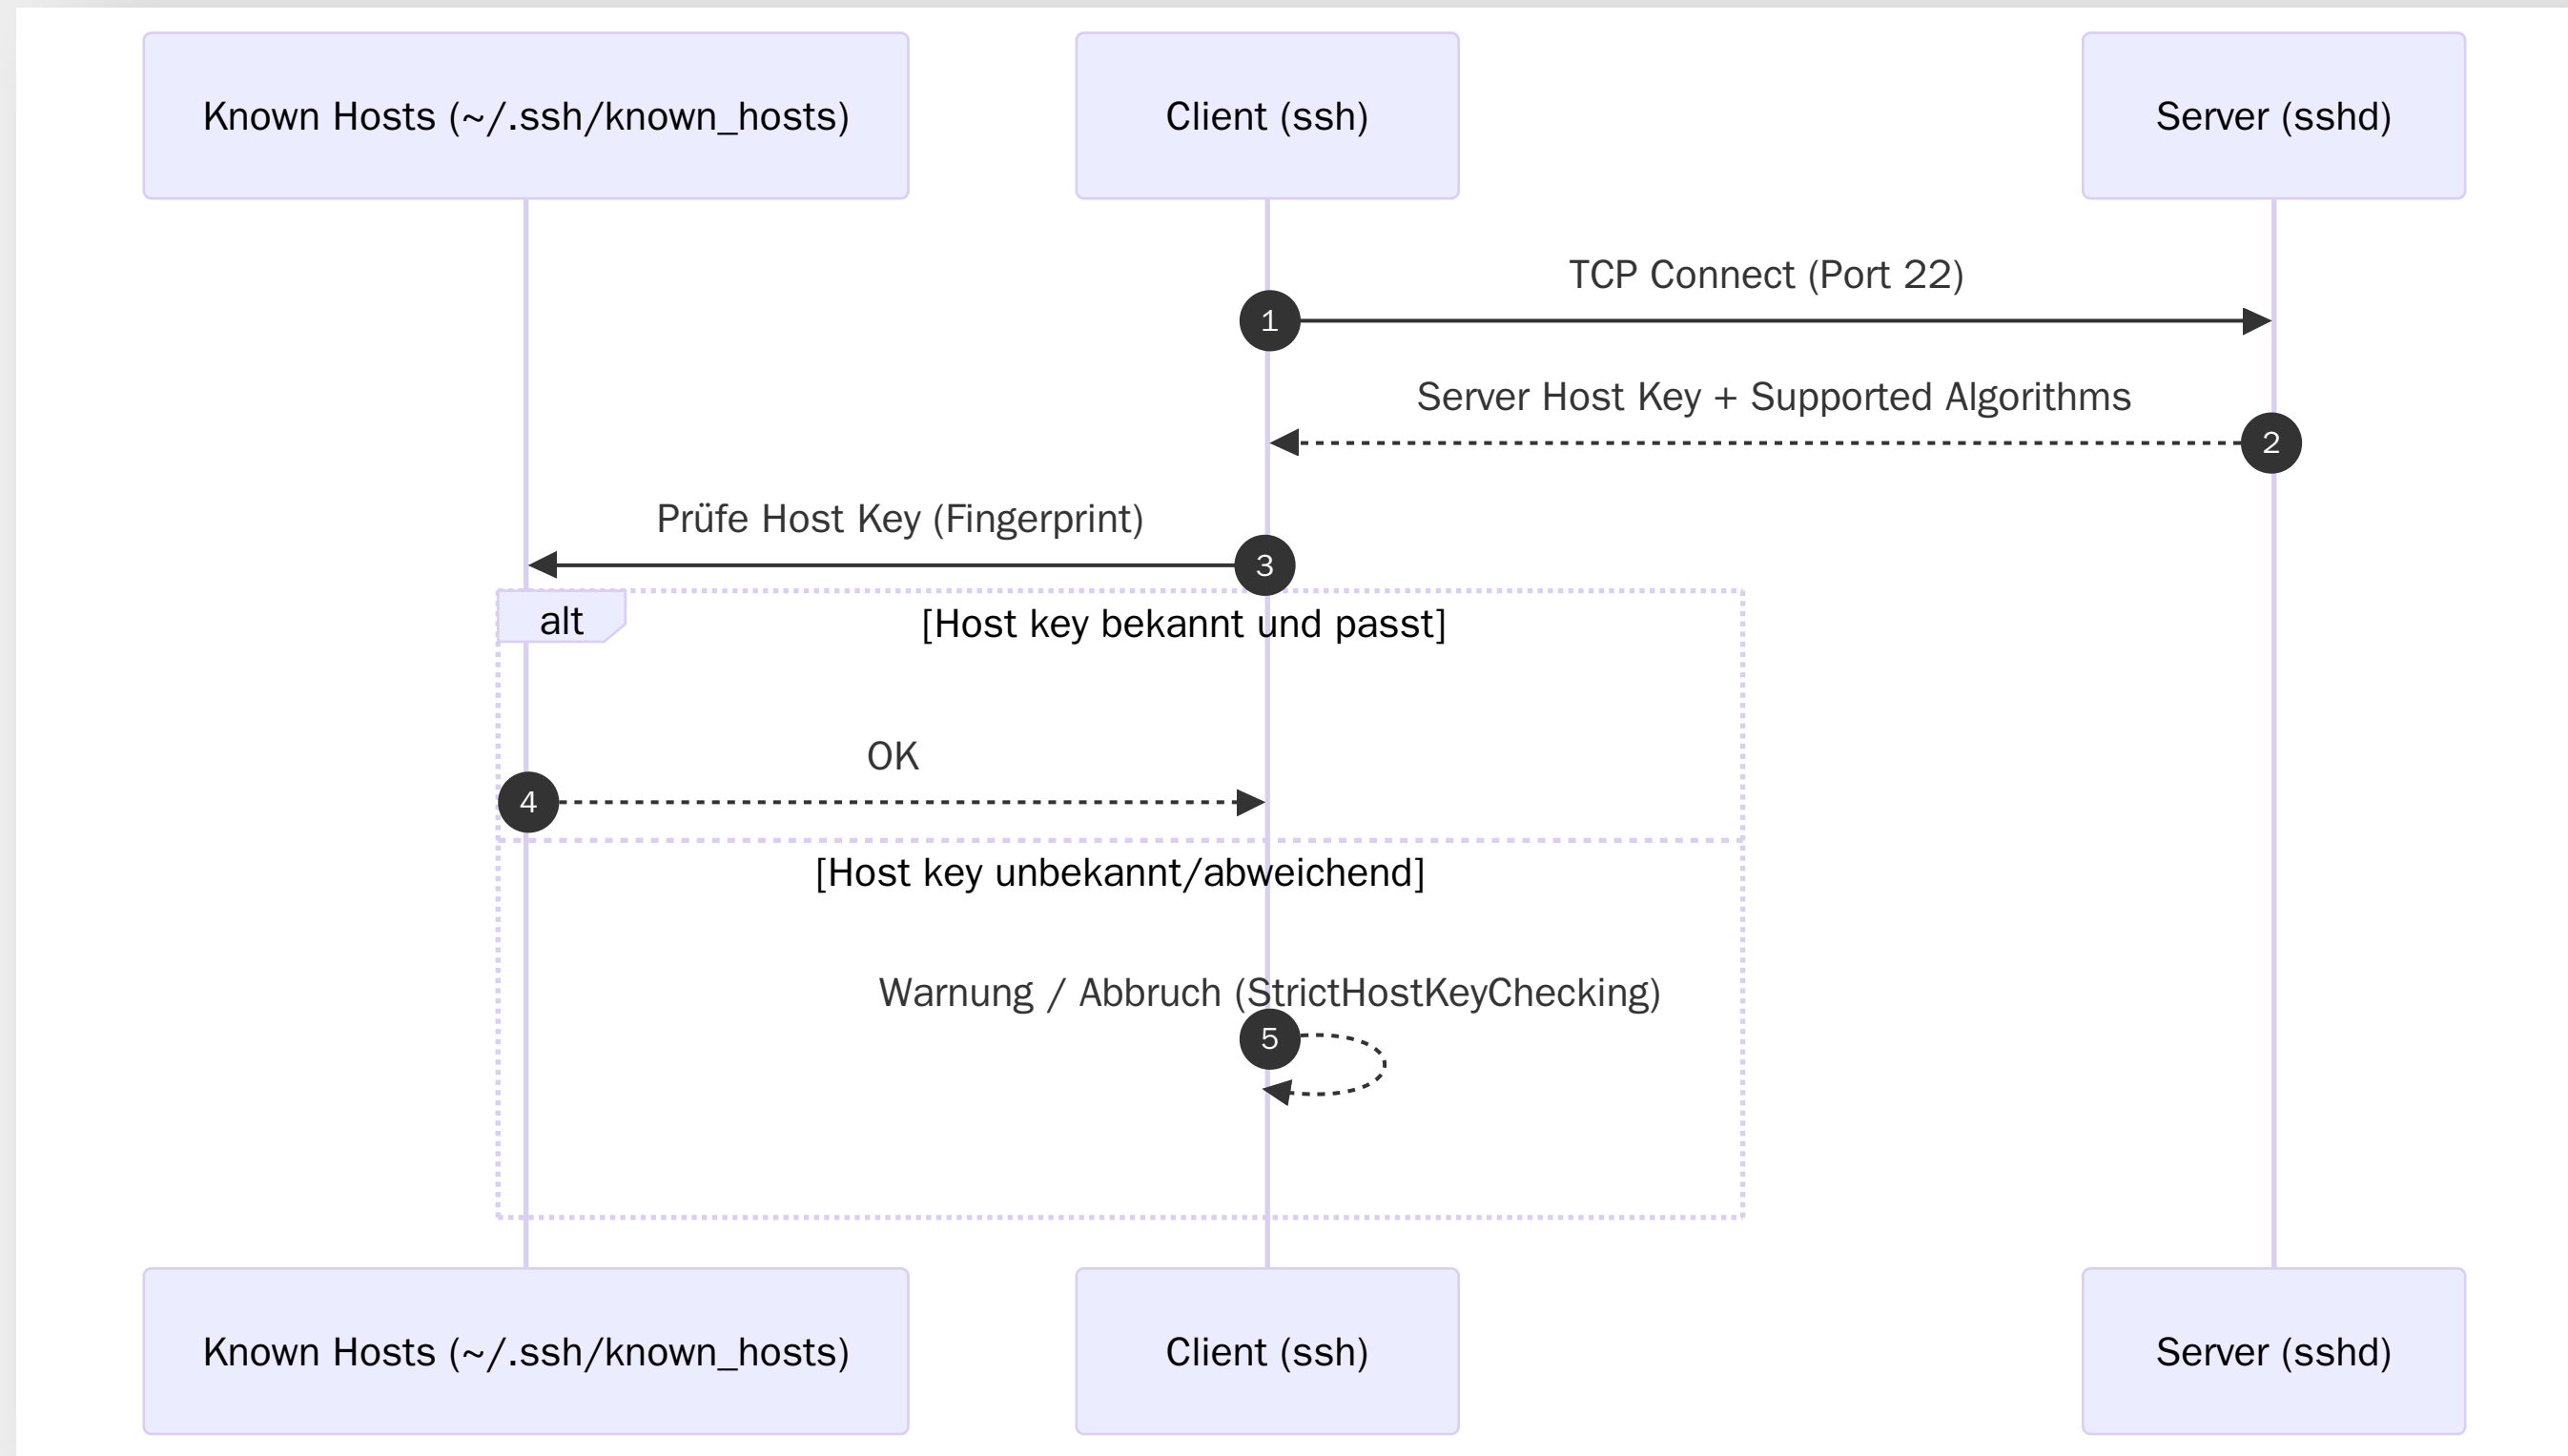 Known Hosts (~/.ssh/known_hosts)
Client (ssh)
Server (sshd)
TCP Connect (Port 22)
1
Server Host Key + Supported Algorithms
2
Prüfe Host Key (Fingerprint)
3
alt
[Host key bekannt und passt]
OK
4
[Host key unbekannt/abweichend]
Warnung / Abbruch (StrictHostKeyChecking)
5
Known Hosts (~/.ssh/known_hosts)
Client (ssh)
Server (sshd)